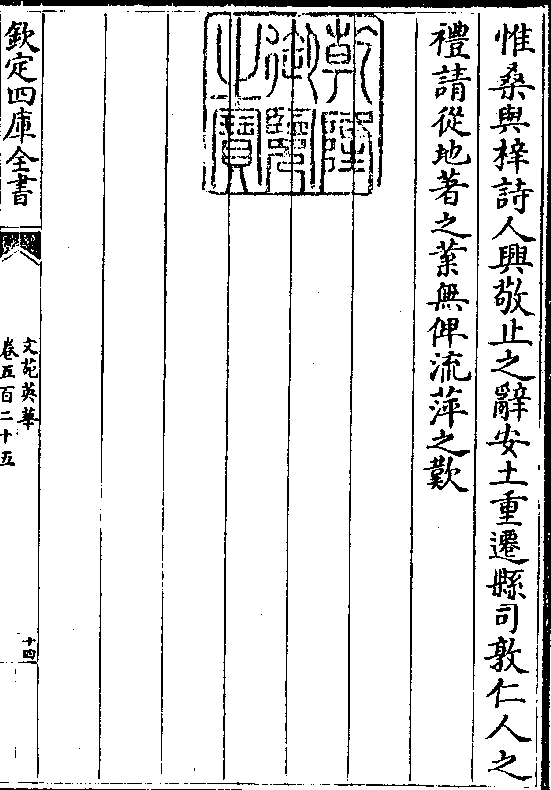 惟桑與梓詩人興敬止之辭安土重遷縣司敦仁人之
禮請從地著之業無俾流萍之歎
乾隆御覽之寶
欽定四庫全書
文苑英華
卷五百二十五
十四